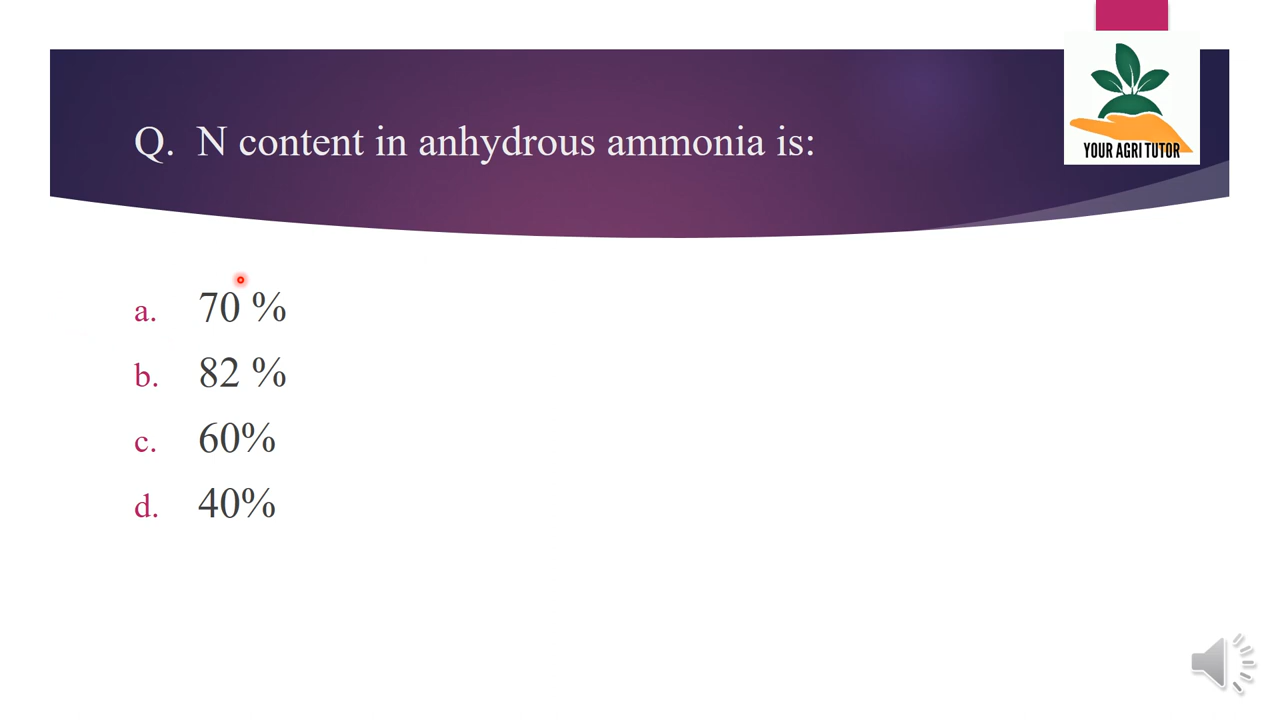 Q. N content in anhydrous ammonia is:
YOUR AGRI TUTOR
a. 70 %
b. 82 %
c. 60%
d. 40%